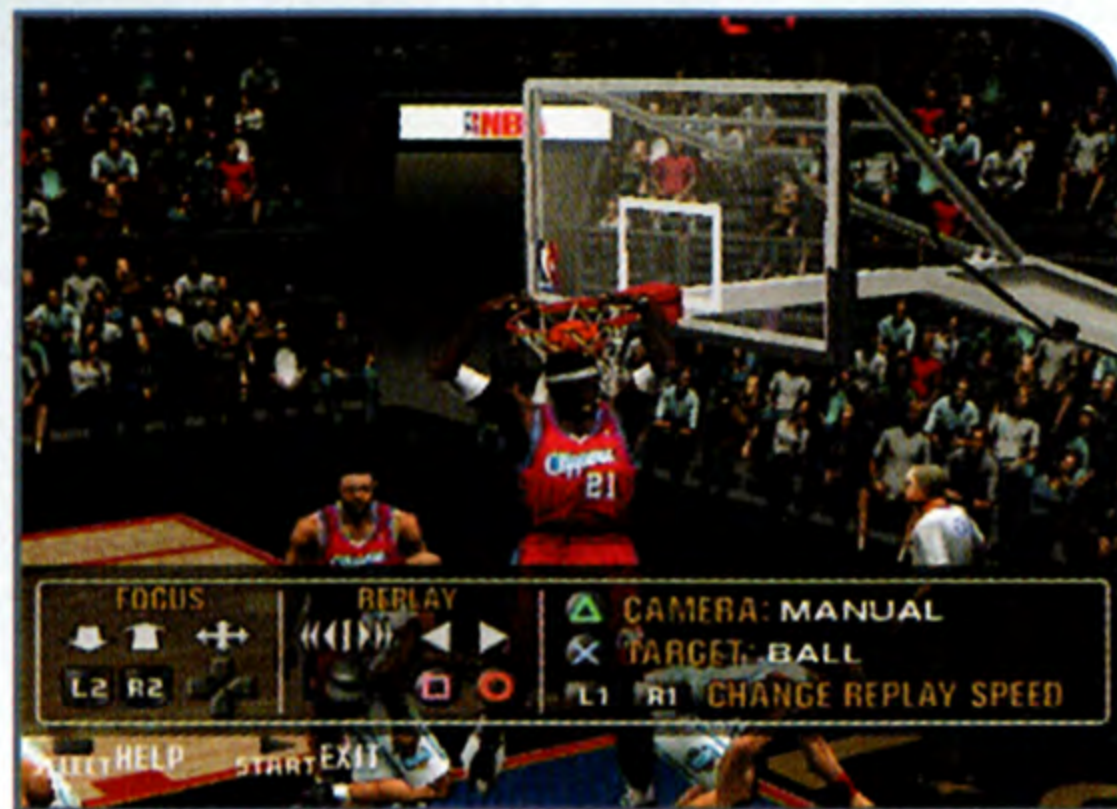 NBA
Clippers
21
FOCUS
REPLAY
CAMERA: MANUAL
TARGET: BALL
L2 R2
L1 R1 CHANGE REPLAY SPEED
SELECT HELP START EXIT